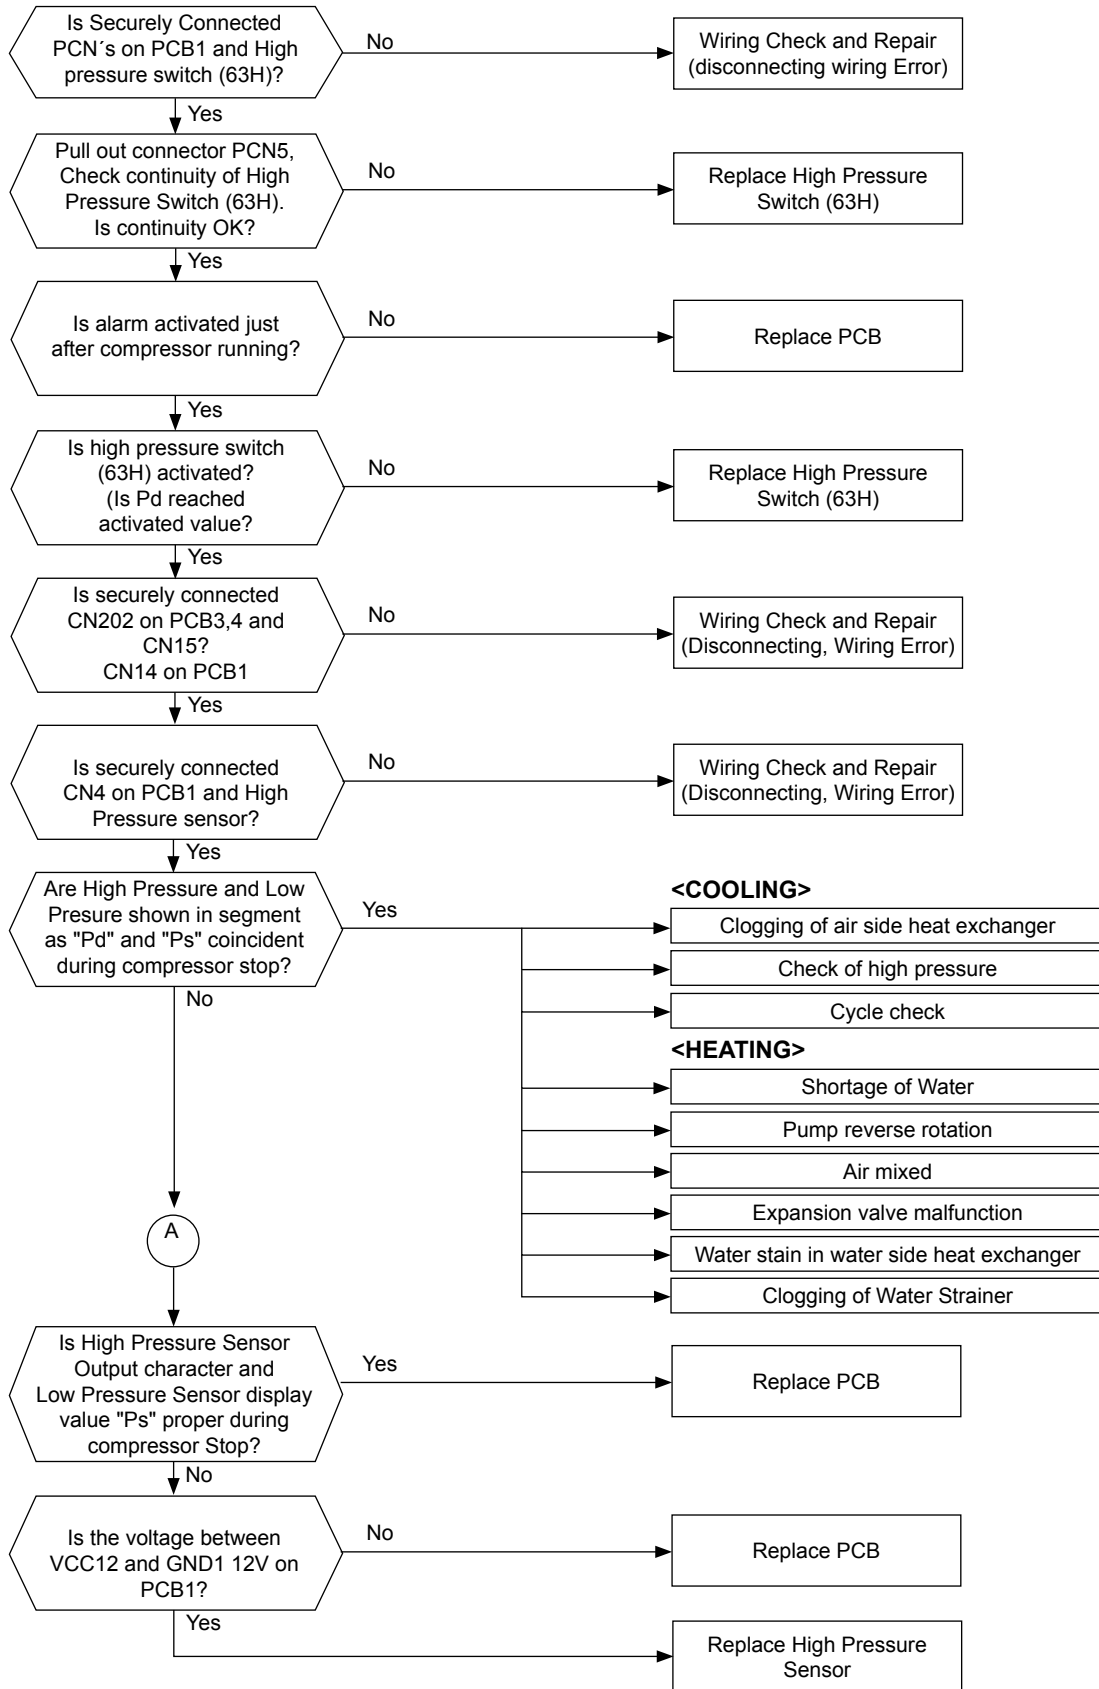 Is Securely Connected
PCN´s on PCB1 and High
pressure switch (63H)?
No
Wiring Check and Repair
(disconnecting wiring Error)
Yes
Pull out connector PCN5,
Check continuity of High
Pressure Switch (63H).
Is continuity OK?
No
Replace High Pressure
Switch (63H)
Yes
Is alarm activated just
after compressor running?
No
Replace PCB
Yes
Is high pressure switch
(63H) activated?
(Is Pd reached
activated value?
No
Replace High Pressure
Switch (63H)
Yes
Is securely connected
CN202 on PCB3,4 and
CN15?
CN14 on PCB1
No
Wiring Check and Repair
(Disconnecting, Wiring Error)
Yes
Is securely connected
CN4 on PCB1 and High
Pressure sensor?
No
Wiring Check and Repair
(Disconnecting, Wiring Error)
Yes
Are High Pressure and Low
Presure shown in segment
as "Pd" and "Ps" coincident
during compressor stop?
Yes
<COOLING>
Clogging of air side heat exchanger
Check of high pressure
Cycle check
<HEATING>
Shortage of Water
Pump reverse rotation
Air mixed
Expansion valve malfunction
Water stain in water side heat exchanger
Clogging of Water Strainer
No
A
Is High Pressure Sensor
Output character and
Low Pressure Sensor display
value "Ps" proper during
compressor Stop?
Yes
Replace PCB
No
Is the voltage between
VCC12 and GND1 12V on
PCB1?
No
Replace PCB
Yes
Replace High Pressure
Sensor